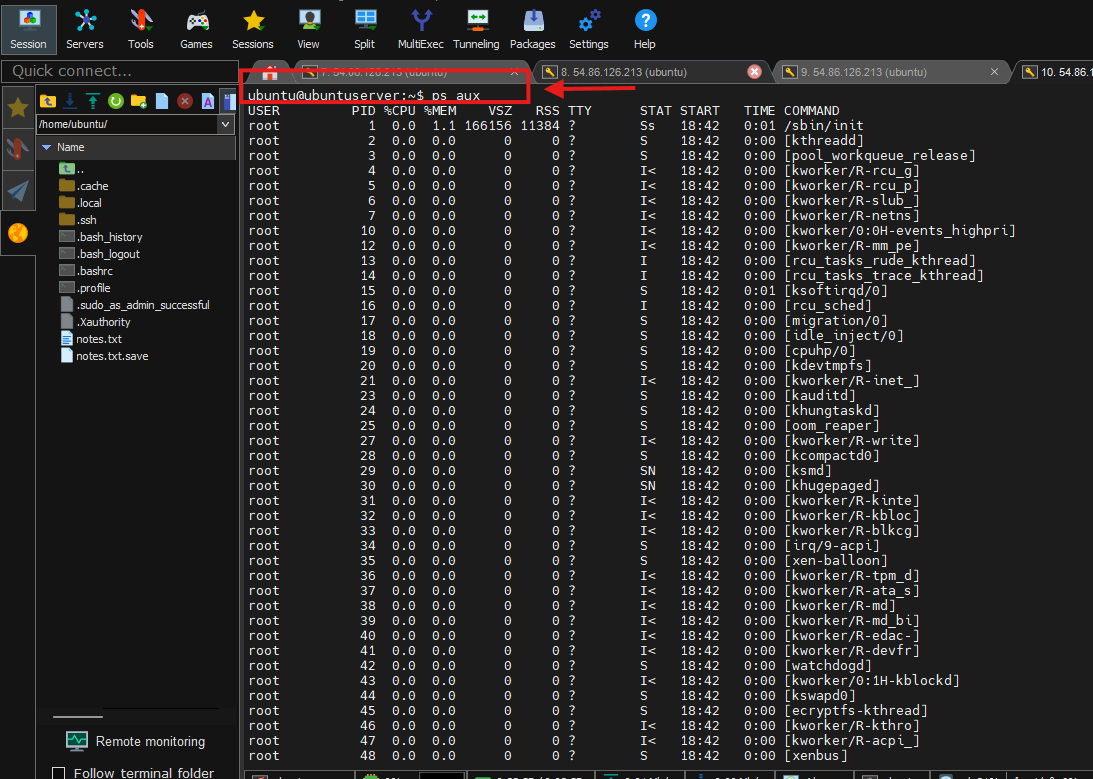 Session Servers Tools Games Sessions View Split MultiExec Tunneling Packages Settings Help
Quick connect...
7. 54.86.126.213 (ubuntu)
8. 54.86.126.213 (ubuntu)
9. 54.86.126.213 (ubuntu)
10. 54.86.1
/home/ubuntu/
Name
..
.cache
.local
.ssh
.bash_history
.bash_logout
.bashrc
.profile
.sudo_as_admin_successful
.Xauthority
notes.txt
notes.txt.save
Remote monitoring
Follow terminal folder
ubuntu@ubuntuserver:~$ ps aux
USER PID %CPU %MEM VSZ RSS TTY STAT START TIME COMMAND
root 1 0.0 1.1 166156 11384 ? Ss 18:42 0:01 /sbin/init
root 2 0.0 0.0 0 0 ? S 18:42 0:00 [kthreadd]
root 3 0.0 0.0 0 0 ? S 18:42 0:00 [pool_workqueue_release]
root 4 0.0 0.0 0 0 ? I< 18:42 0:00 [kworker/R-rcu_g]
root 5 0.0 0.0 0 0 ? I< 18:42 0:00 [kworker/R-rcu_p]
root 6 0.0 0.0 0 0 ? I< 18:42 0:00 [kworker/R-slub_]
root 7 0.0 0.0 0 0 ? I< 18:42 0:00 [kworker/R-netns]
root 10 0.0 0.0 0 0 ? I< 18:42 0:00 [kworker/0:0H-events_highpri]
root 12 0.0 0.0 0 0 ? I< 18:42 0:00 [kworker/R-mm_pe]
root 13 0.0 0.0 0 0 ? I 18:42 0:00 [rcu_tasks_rude_kthread]
root 14 0.0 0.0 0 0 ? I 18:42 0:00 [rcu_tasks_trace_kthread]
root 15 0.0 0.0 0 0 ? S 18:42 0:01 [ksoftirqd/0]
root 16 0.0 0.0 0 0 ? I 18:42 0:00 [rcu_sched]
root 17 0.0 0.0 0 0 ? S 18:42 0:00 [migration/0]
root 18 0.0 0.0 0 0 ? S 18:42 0:00 [idle_inject/0]
root 19 0.0 0.0 0 0 ? S 18:42 0:00 [cpuhp/0]
root 20 0.0 0.0 0 0 ? S 18:42 0:00 [kdevtmpfs]
root 21 0.0 0.0 0 0 ? I< 18:42 0:00 [kworker/R-inet_]
root 23 0.0 0.0 0 0 ? S 18:42 0:00 [kauditd]
root 24 0.0 0.0 0 0 ? S 18:42 0:00 [khungtaskd]
root 25 0.0 0.0 0 0 ? S 18:42 0:00 [oom_reaper]
root 27 0.0 0.0 0 0 ? I< 18:42 0:00 [kworker/R-write]
root 28 0.0 0.0 0 0 ? S 18:42 0:00 [kcompactd0]
root 29 0.0 0.0 0 0 ? SN 18:42 0:00 [ksmd]
root 30 0.0 0.0 0 0 ? SN 18:42 0:00 [khugepaged]
root 31 0.0 0.0 0 0 ? I< 18:42 0:00 [kworker/R-kinte]
root 32 0.0 0.0 0 0 ? I< 18:42 0:00 [kworker/R-kbloc]
root 33 0.0 0.0 0 0 ? I< 18:42 0:00 [kworker/R-blkcg]
root 34 0.0 0.0 0 0 ? S 18:42 0:00 [irq/9-acpi]
root 35 0.0 0.0 0 0 ? S 18:42 0:00 [xen-balloon]
root 36 0.0 0.0 0 0 ? I< 18:42 0:00 [kworker/R-tpm_d]
root 37 0.0 0.0 0 0 ? I< 18:42 0:00 [kworker/R-ata_s]
root 38 0.0 0.0 0 0 ? I< 18:42 0:00 [kworker/R-md]
root 39 0.0 0.0 0 0 ? I< 18:42 0:00 [kworker/R-md_bi]
root 40 0.0 0.0 0 0 ? I< 18:42 0:00 [kworker/R-edac-]
root 41 0.0 0.0 0 0 ? I< 18:42 0:00 [kworker/R-devfr]
root 42 0.0 0.0 0 0 ? S 18:42 0:00 [watchdogd]
root 43 0.0 0.0 0 0 ? I< 18:42 0:00 [kworker/0:1H-kblockd]
root 44 0.0 0.0 0 0 ? S 18:42 0:00 [kswapd0]
root 45 0.0 0.0 0 0 ? S 18:42 0:00 [ecryptfs-kthread]
root 46 0.0 0.0 0 0 ? I< 18:42 0:00 [kworker/R-kthro]
root 47 0.0 0.0 0 0 ? I< 18:42 0:00 [kworker/R-acpi_]
root 48 0.0 0.0 0 0 ? S 18:42 0:00 [xenbus]